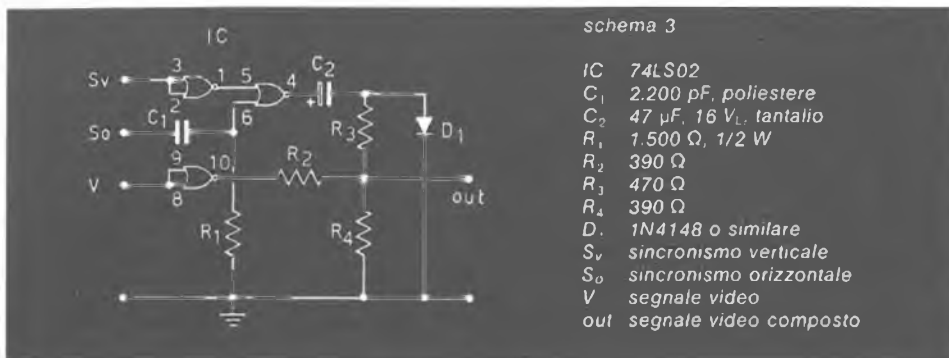 IC
Sv
3
2
1
5
6
4
C2
+
So
C1
V
9
8
10
R2
R3
D1
out
R1
R4
schema 3
IC 74LS02
C1 2.200 pF, poliestere
C2 47 µF, 16 VL, tantalio
R1 1.500 Ω, 1/2 W
R2 390 Ω
R3 470 Ω
R4 390 Ω
D. 1N4148 o similare
Sv sincronismo verticale
So sincronismo orizzontale
V segnale video
out segnale video composto